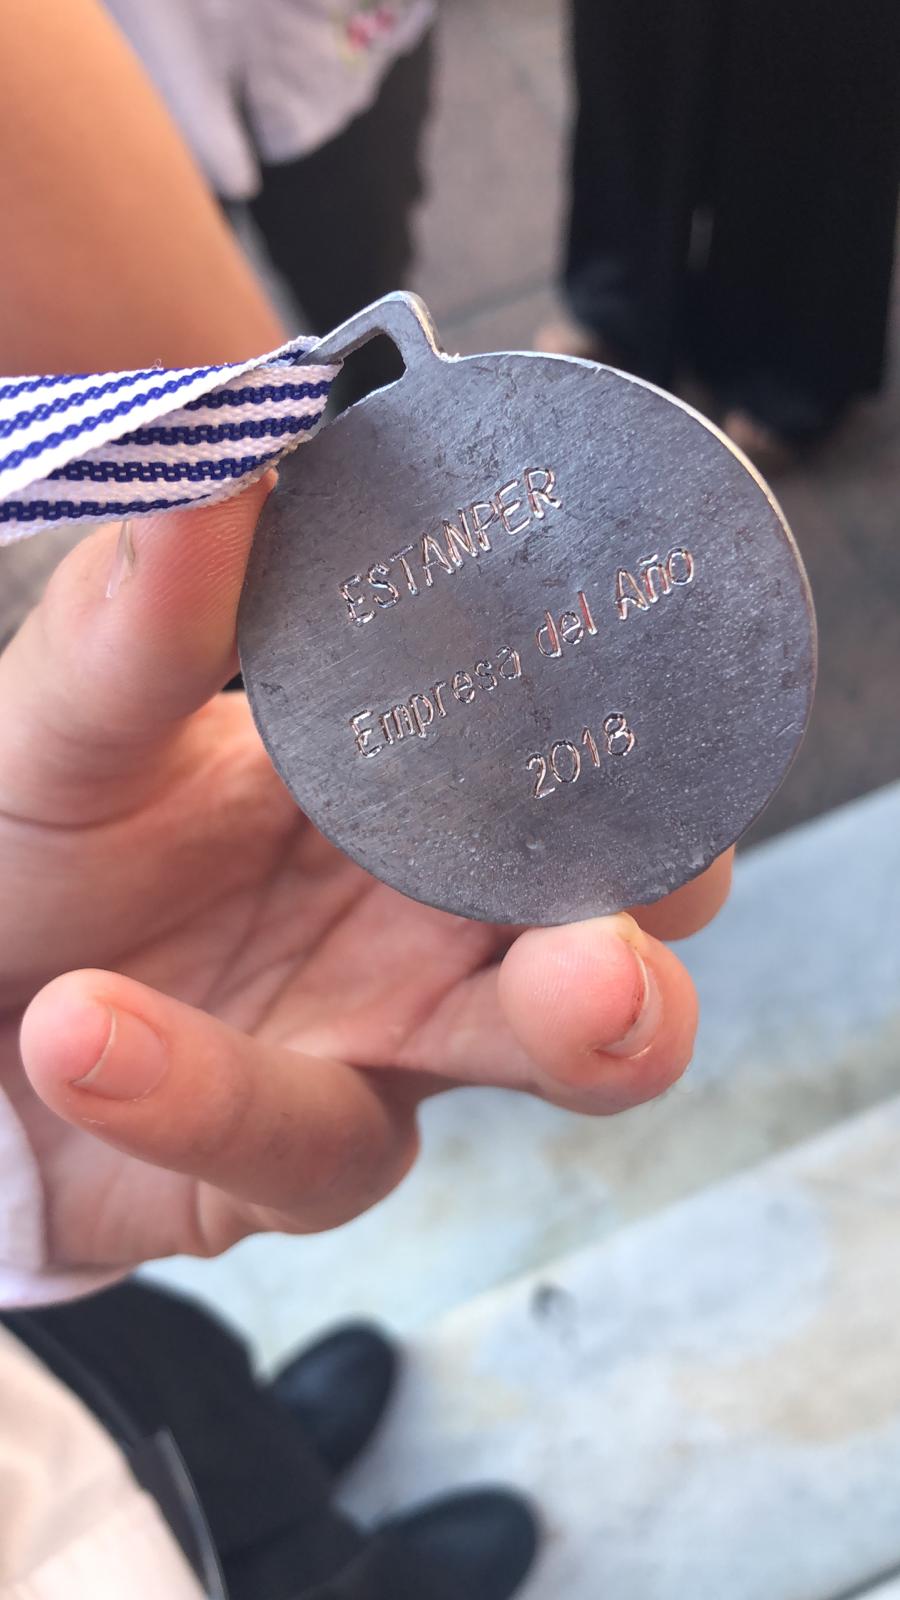 ESTANPER
Empresa del Año
2018